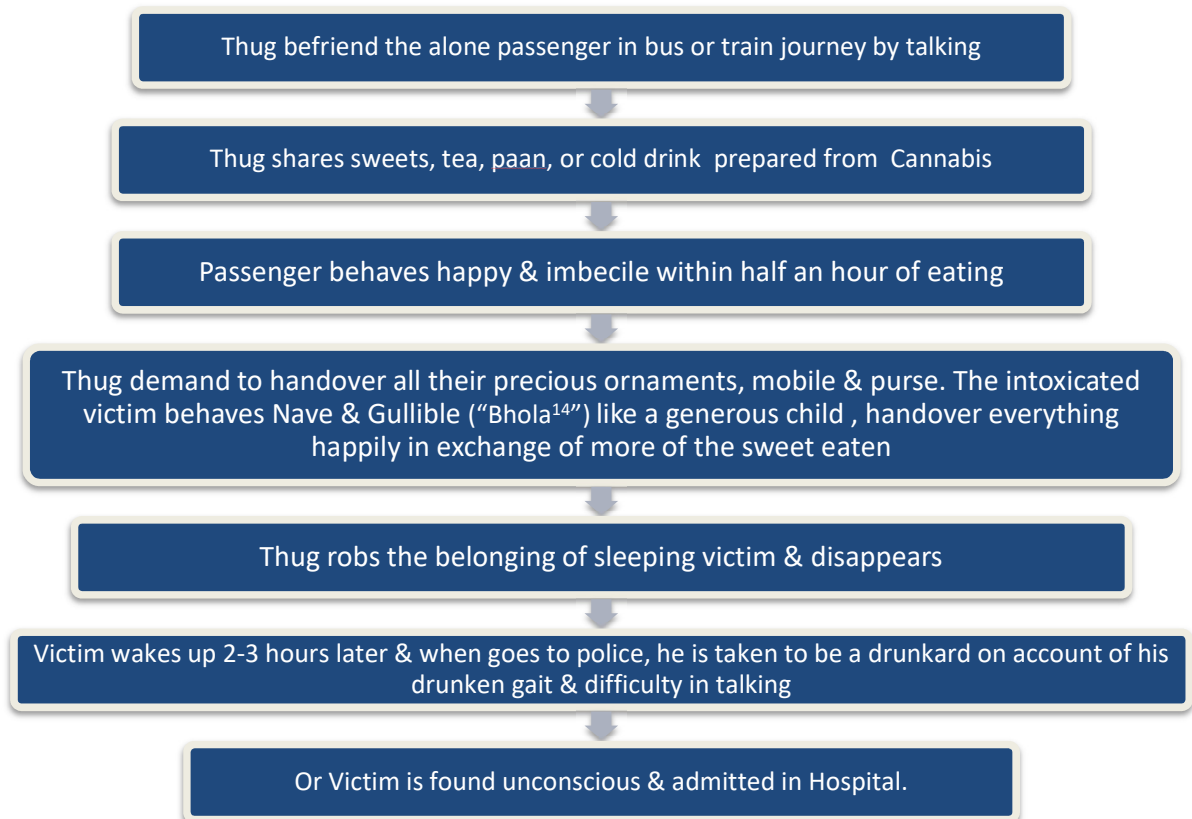 Thug befriend the alone passenger in bus or train journey by talking
Thug shares sweets, tea, paan, or cold drink prepared from Cannabis
Passenger behaves happy & imbecile within half an hour of eating
Thug demand to handover all their precious ornaments, mobile & purse. The intoxicated
victim behaves Nave & Gullible (“Bhola¹⁴”) like a generous child , handover everything
happily in exchange of more of the sweet eaten
Thug robs the belonging of sleeping victim & disappears
Victim wakes up 2-3 hours later & when goes to police, he is taken to be a drunkard on account of his
drunken gait & difficulty in talking
Or Victim is found unconscious & admitted in Hospital.